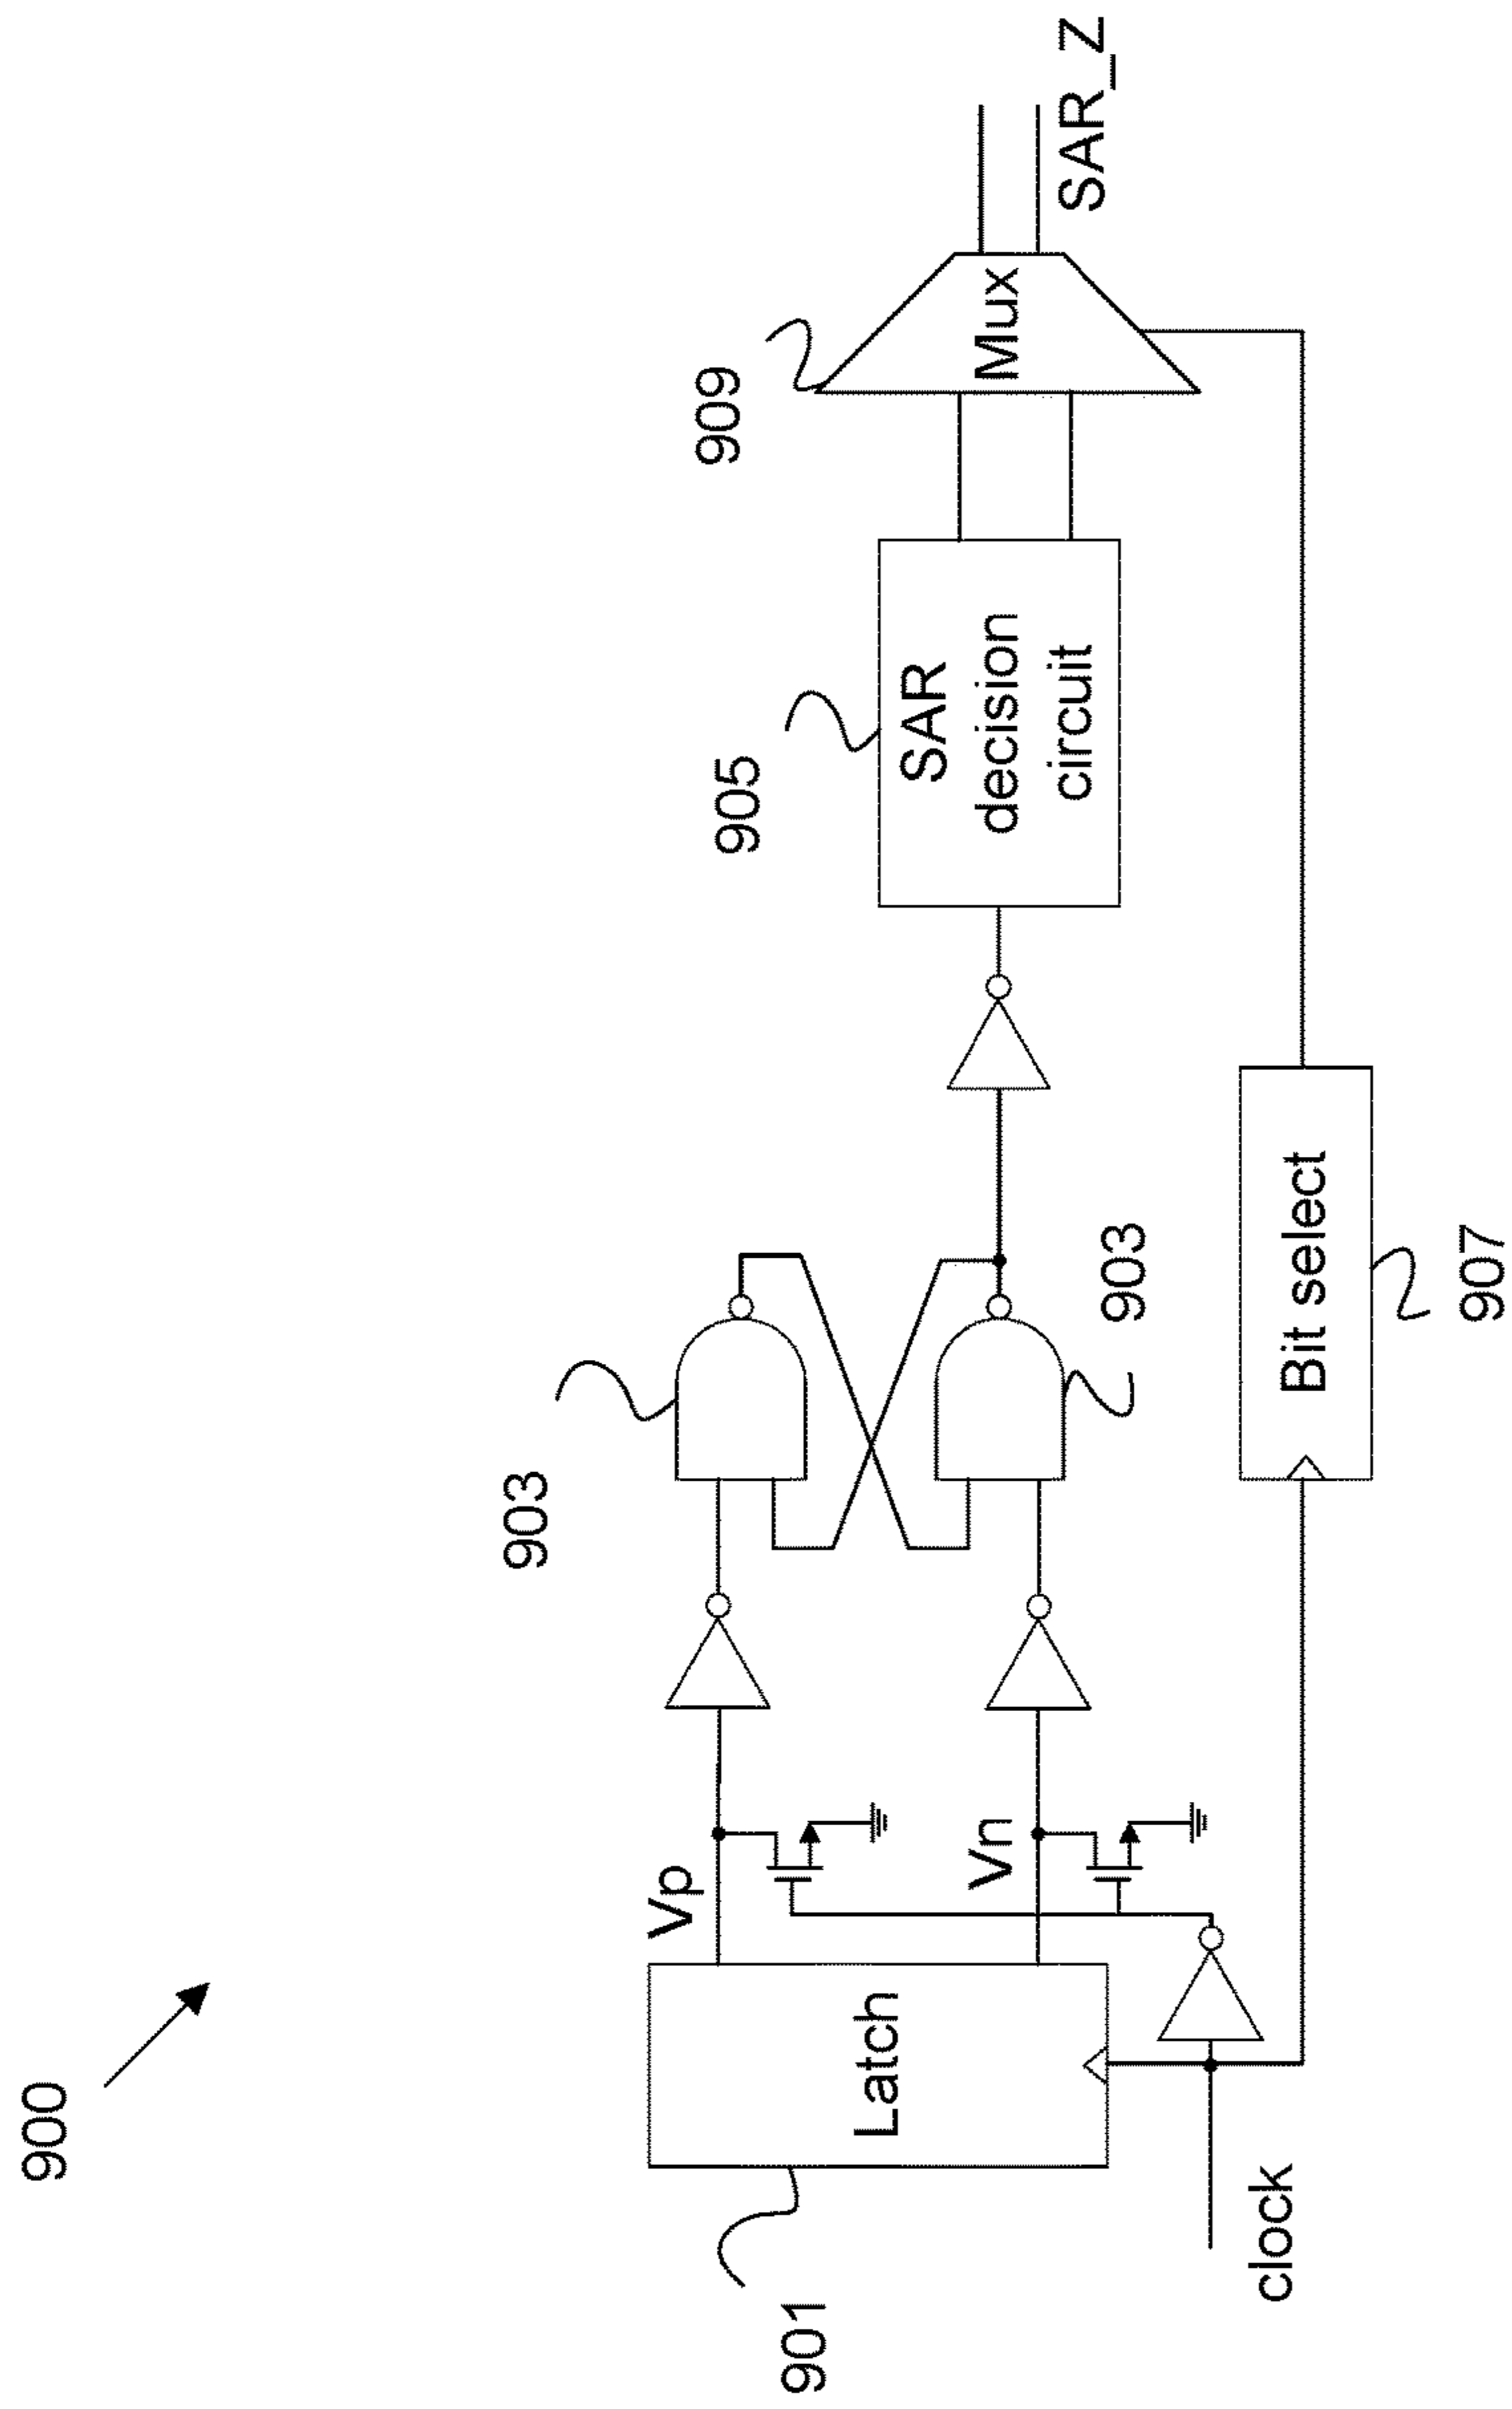 900
901
Latch
Vp
Vn
clock
903
903
Bit select
907
905
SAR
decision
circuit
909
Mux
SAR_Z